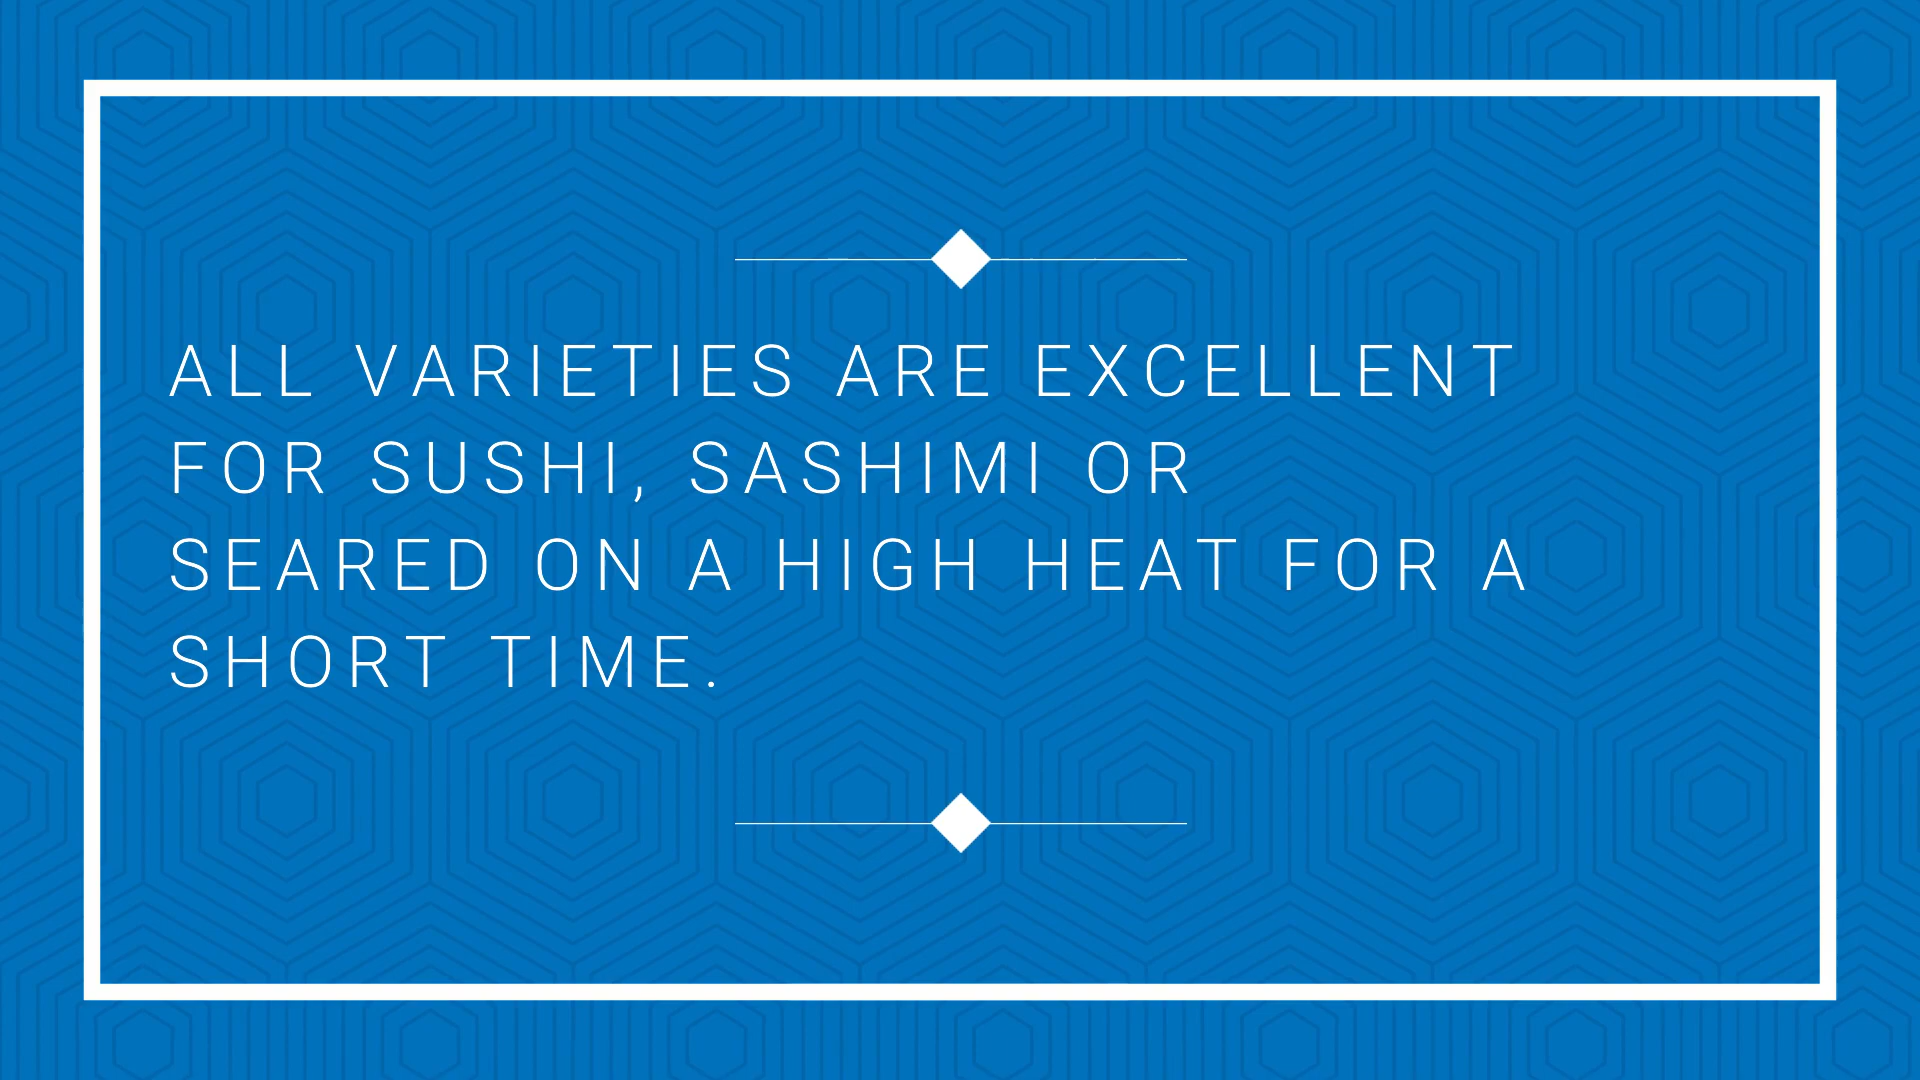 ALL VARIETIES ARE EXCELLENT
FOR SUSHI, SASHIMI OR
SEARED ON A HIGH HEAT FOR A
SHORT TIME.